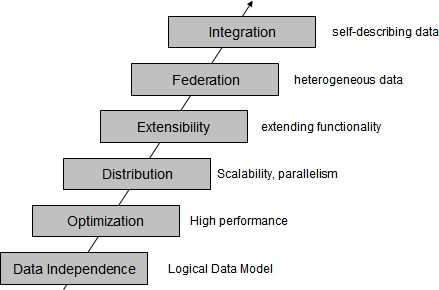 Integration self-describing data
Federation heterogeneous data
Extensibility extending functionality
Distribution Scalability, parallelism
Optimization High performance
Data Independence Logical Data Model